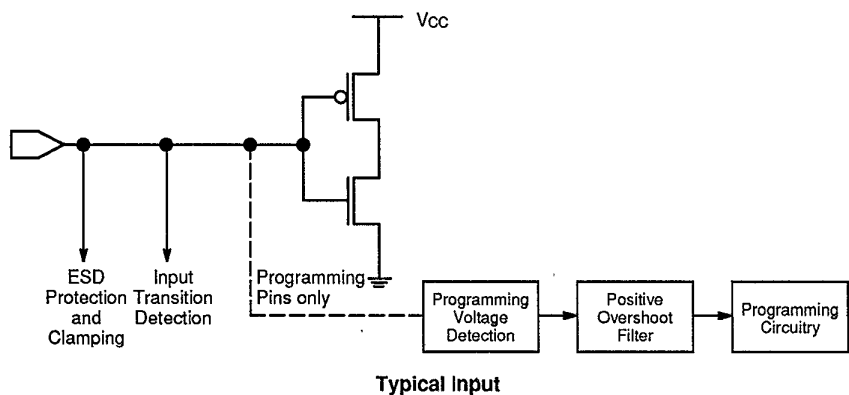 Vcc
ESD
Protection
and
Clamping
Input
Transition
Detection
Programming
Pins only
Programming
Voltage
Detection
Positive
Overshoot
Filter
Programming
Circuitry
Typical Input